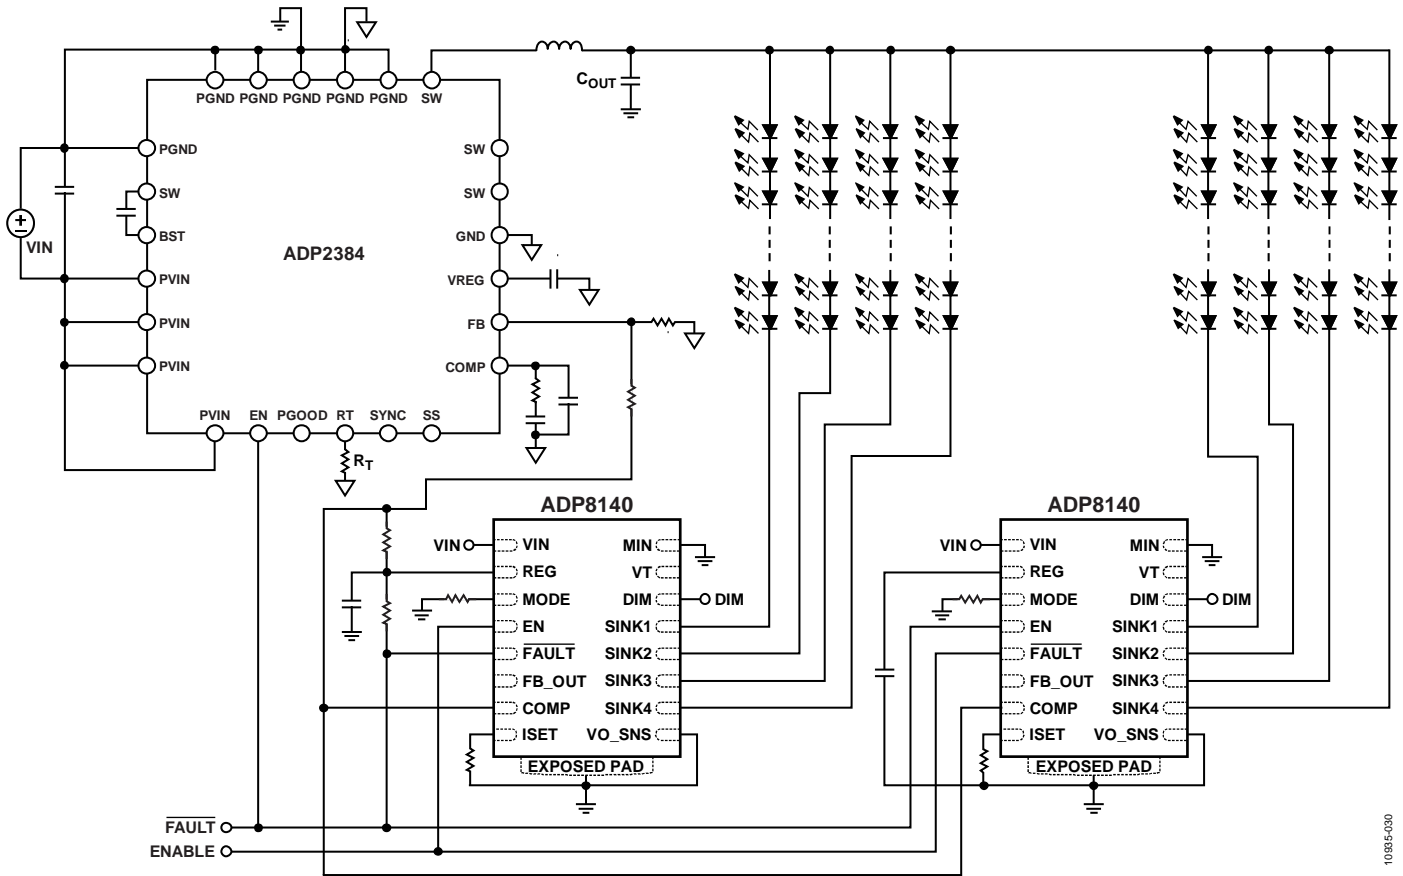 PGND PGND PGND PGND PGND SW
C_OUT
PGND
SW
SW
SW
BST
GND
VIN
ADP2384
PVIN
VREG
PVIN
FB
PVIN
COMP
PVIN EN PGOOD RT SYNC SS
R_T
ADP8140
VIN
VIN
MIN
REG
VT
MODE
DIM
DIM
EN
SINK1
FAULT
SINK2
FB_OUT
SINK3
COMP
SINK4
ISET
VO_SNS
EXPOSED PAD
ADP8140
VIN
VIN
MIN
REG
VT
MODE
DIM
DIM
EN
SINK1
FAULT
SINK2
FB_OUT
SINK3
COMP
SINK4
ISET
VO_SNS
EXPOSED PAD
FAULT
ENABLE
10935-030